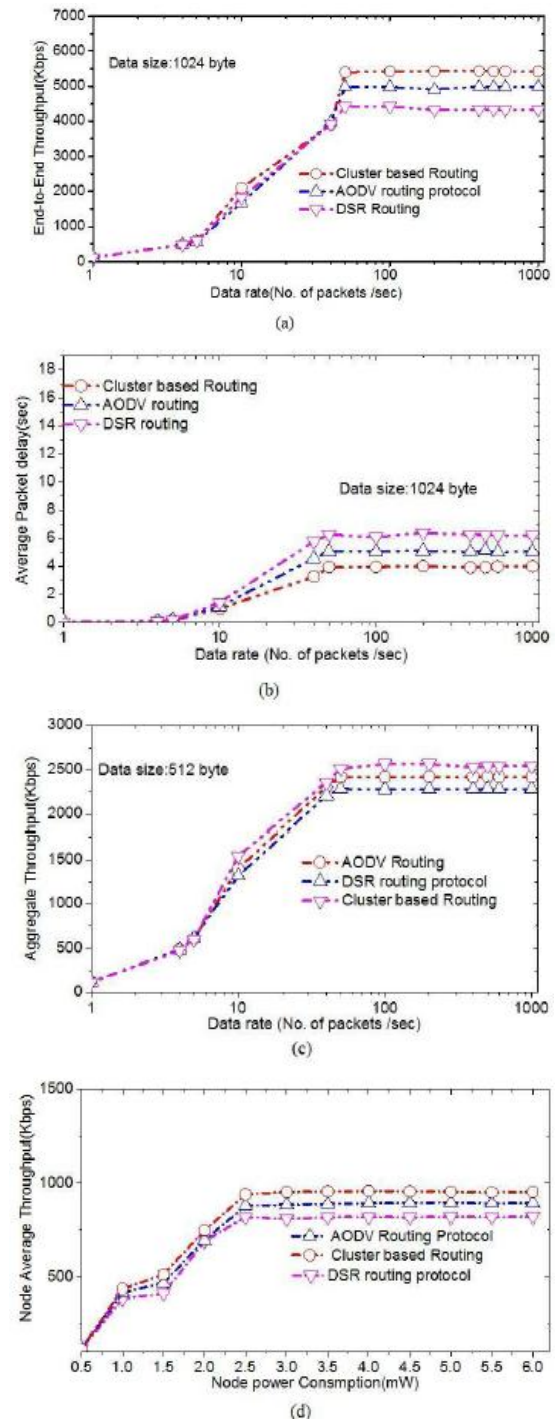 7000
6000
5000
4000
3000
2000
1000
0
End-to-End Throughput(Kbps)
Data size:1024 byte
Cluster based Routing
AODV routing protocol
DSR Routing
1 10 100 1000
Data rate(No. of packets /sec)
(a)
18
16
14
12
10
8
6
4
2
0
Average Packet delay(sec)
Cluster based Routing
AODV routing
DSR routing
Data size:1024 byte
1 10 100 1000
Data rate (No. of packets /sec)
(b)
3000
2500
2000
1500
1000
500
0
Aggregate Throughput(Kbps)
Data size:512 byte
AODV Routing
DSR routing protocol
Cluster based Routing
1 10 100 1000
Data rate (No. of packets /sec)
(c)
1500
1000
500
Node Average Throughput(Kbps)
AODV Routing Protocol
Cluster based Routing
DSR routing protocol
0.5 1.0 1.5 2.0 2.5 3.0 3.5 4.0 4.5 5.0 5.5 6.0
Node power Consmption(mW)
(d)